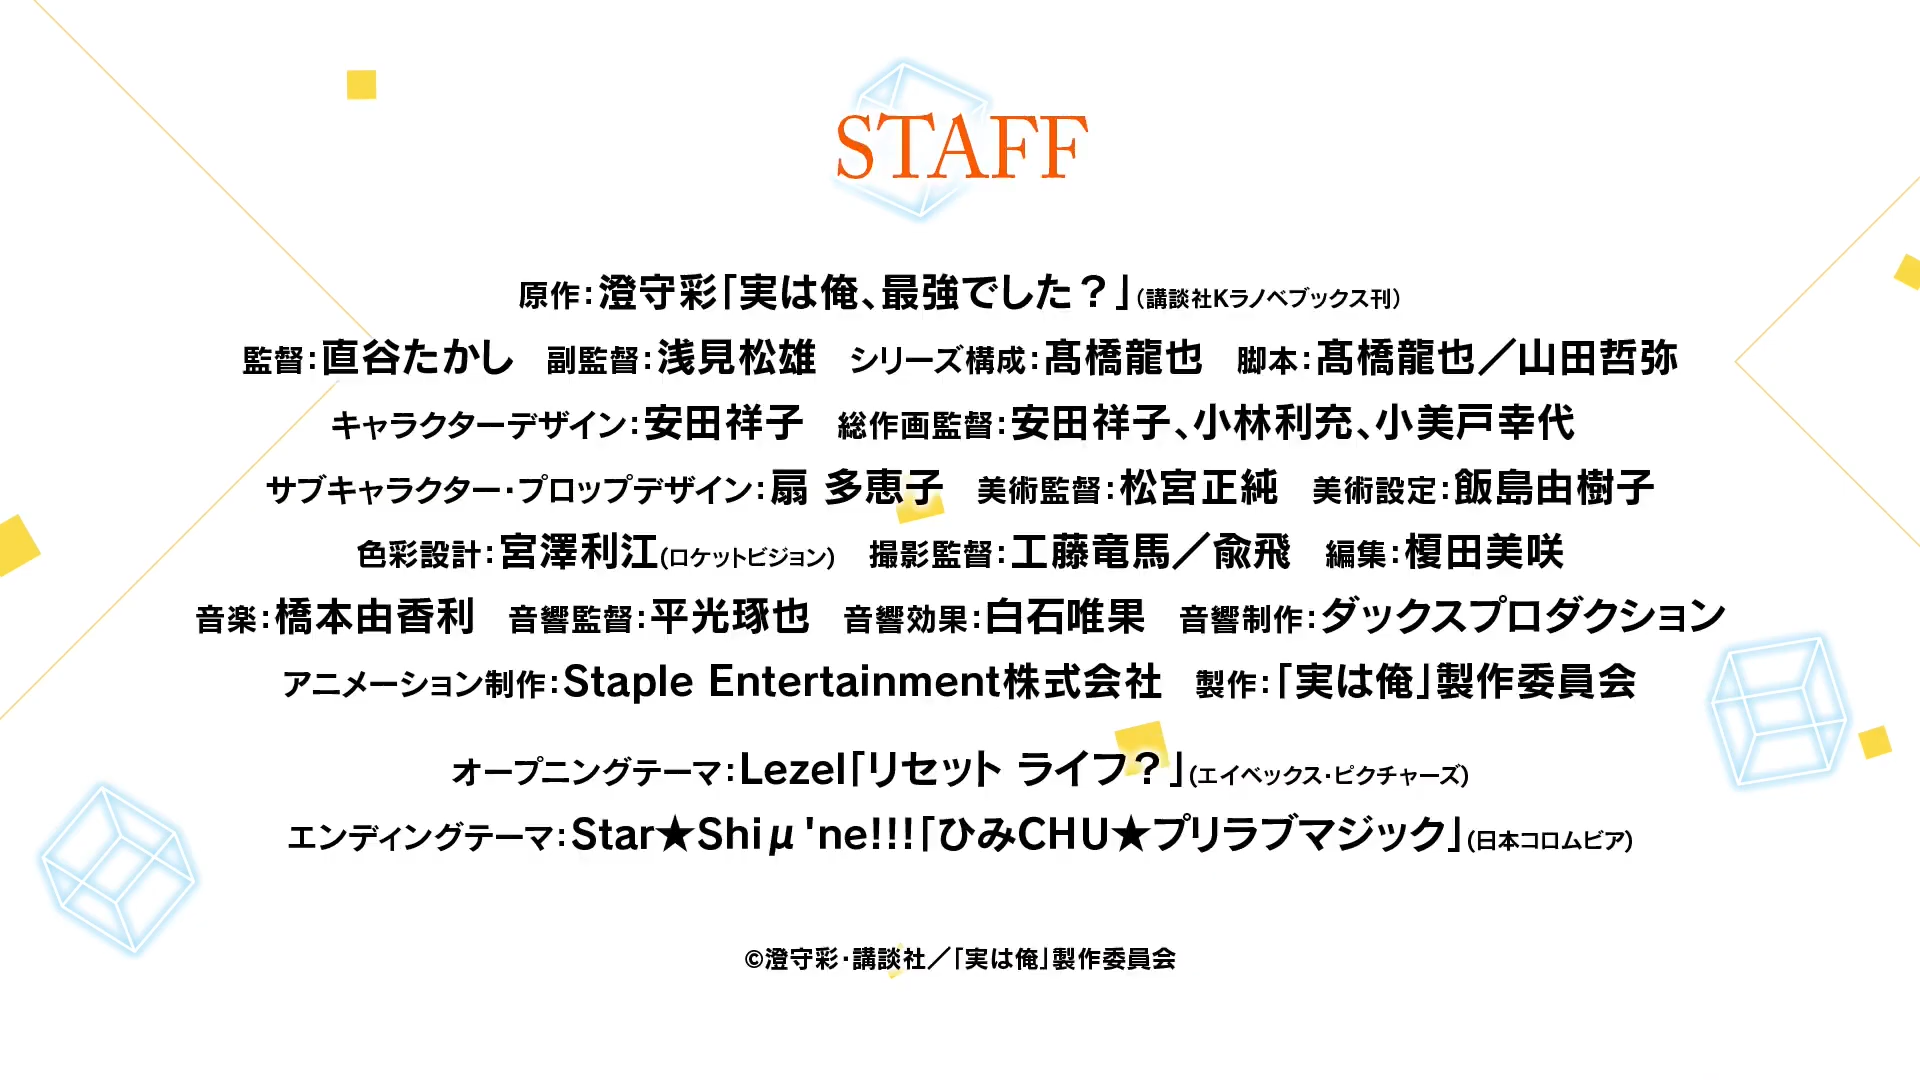 STAFF
原作：澄守彩「実は俺、最強でした？」（講談社Kラノベブックス刊）
監督：直谷たかし　副監督：浅見松雄　シリーズ構成：髙橋龍也　脚本：髙橋龍也／山田哲弥
キャラクターデザイン：安田祥子　総作画監督：安田祥子、小林利充、小美戸幸代
サブキャラクター・プロップデザイン：扇 多恵子　美術監督：松宮正純　美術設定：飯島由樹子
色彩設計：宮澤利江(ロケットビジョン)　撮影監督：工藤竜馬／兪飛　編集：榎田美咲
音楽：橋本由香利　音響監督：平光琢也　音響効果：白石唯果　音響制作：ダックスプロダクション
アニメーション制作：Staple Entertainment株式会社　製作：「実は俺」製作委員会
オープニングテーマ：Lezel「リセット ライフ？」(エイベックス・ピクチャーズ)
エンディングテーマ：Star★Shiμ'ne!!!「ひみCHU★プリラブマジック」(日本コロムビア)
©澄守彩・講談社／「実は俺」製作委員会